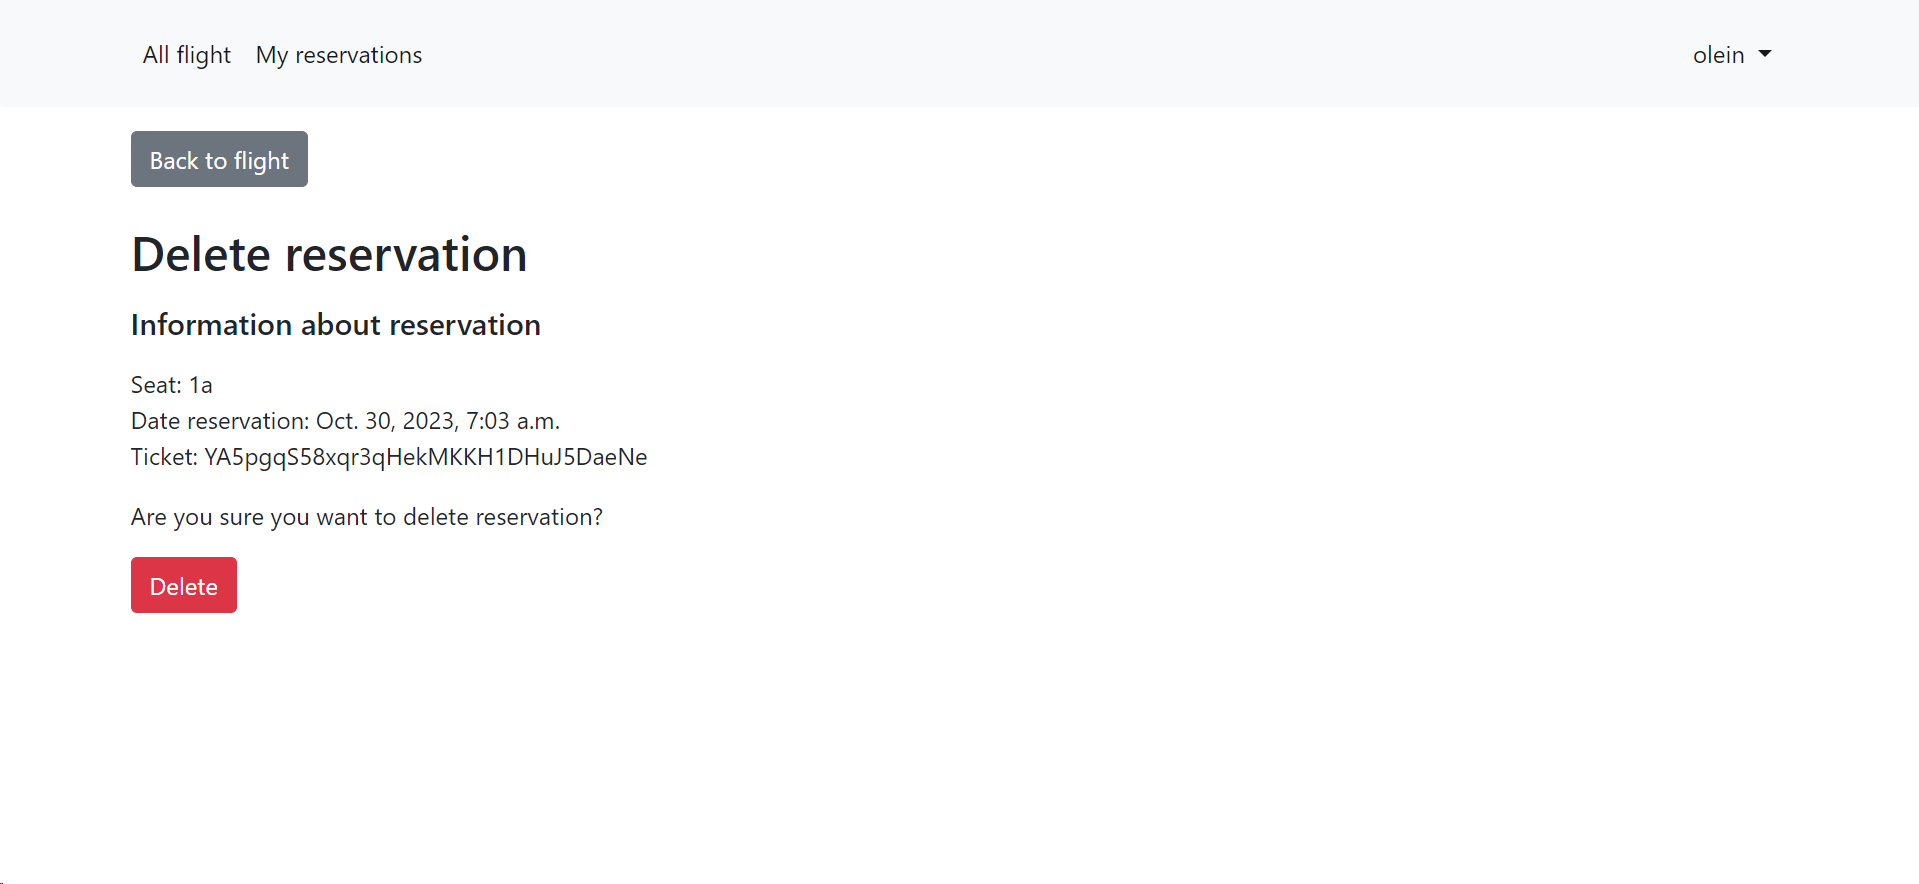 All flight My reservations olein
Back to flight
Delete reservation
Information about reservation
Seat: 1a
Date reservation: Oct. 30, 2023, 7:03 a.m.
Ticket: YA5pgqS58xqr3qHekMKKH1DHuJ5DaeNe
Are you sure you want to delete reservation?
Delete